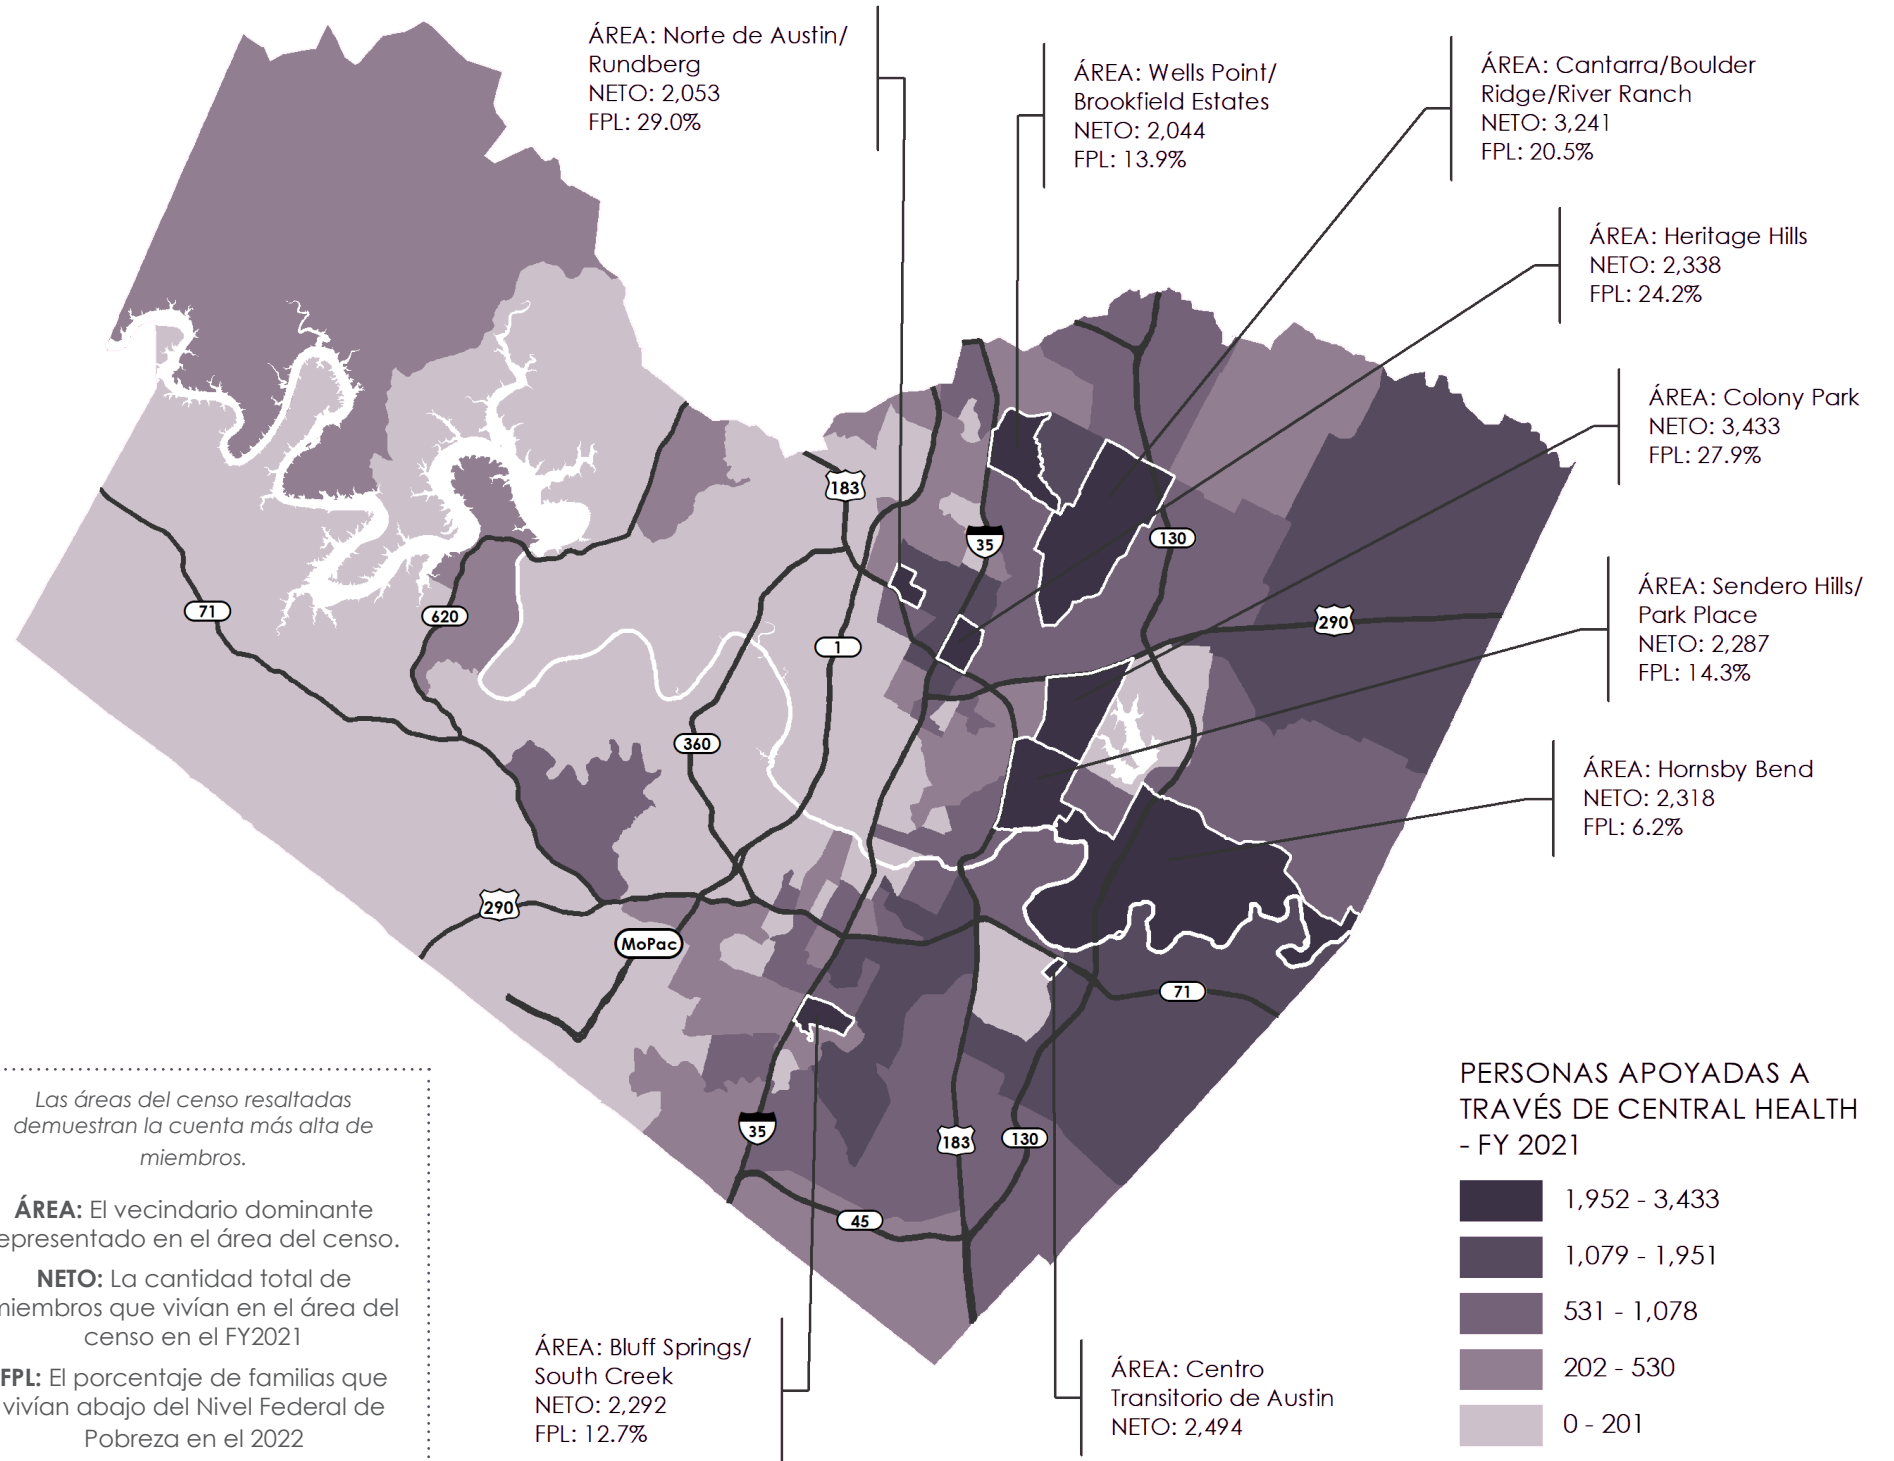 ÁREA: Norte de Austin/
Rundberg
NETO: 2,053
FPL: 29.0%
ÁREA: Wells Point/
Brookfield Estates
NETO: 2,044
FPL: 13.9%
ÁREA: Cantarra/Boulder
Ridge/River Ranch
NETO: 3,241
FPL: 20.5%
ÁREA: Heritage Hills
NETO: 2,338
FPL: 24.2%
ÁREA: Colony Park
NETO: 3,433
FPL: 27.9%
ÁREA: Sendero Hills/
Park Place
NETO: 2,287
FPL: 14.3%
ÁREA: Hornsby Bend
NETO: 2,318
FPL: 6.2%
183
35
130
71
620
1
290
360
290
MoPac
71
35
183
130
45
Las áreas del censo resaltadas
demuestran la cuenta más alta de
miembros.
ÁREA: El vecindario dominante
epresentado en el área del censo.
NETO: La cantidad total de
miembros que vivían en el área del
censo en el FY2021
FPL: El porcentaje de familias que
vivían abajo del Nivel Federal de
Pobreza en el 2022
ÁREA: Bluff Springs/
South Creek
NETO: 2,292
FPL: 12.7%
ÁREA: Centro
Transitorio de Austin
NETO: 2,494
PERSONAS APOYADAS A
TRAVÉS DE CENTRAL HEALTH
- FY 2021
1,952 - 3,433
1,079 - 1,951
531 - 1,078
202 - 530
0 - 201